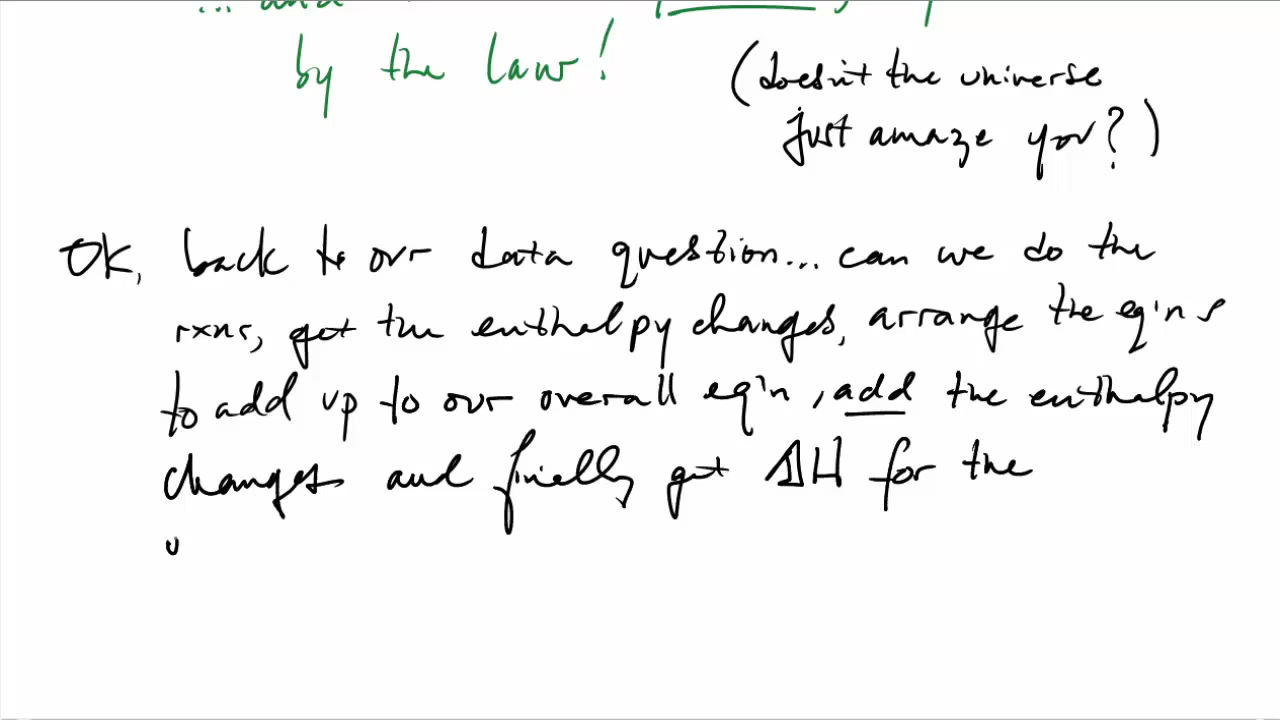 ... and
by the law!
(doesn't the universe
just amaze you?)
OK, back to our data question... can we do the
rxns, get the enthalpy changes, arrange the eq'ns
to add up to our overall eq'n, add the enthalpy
changes and finally get ΔH for the